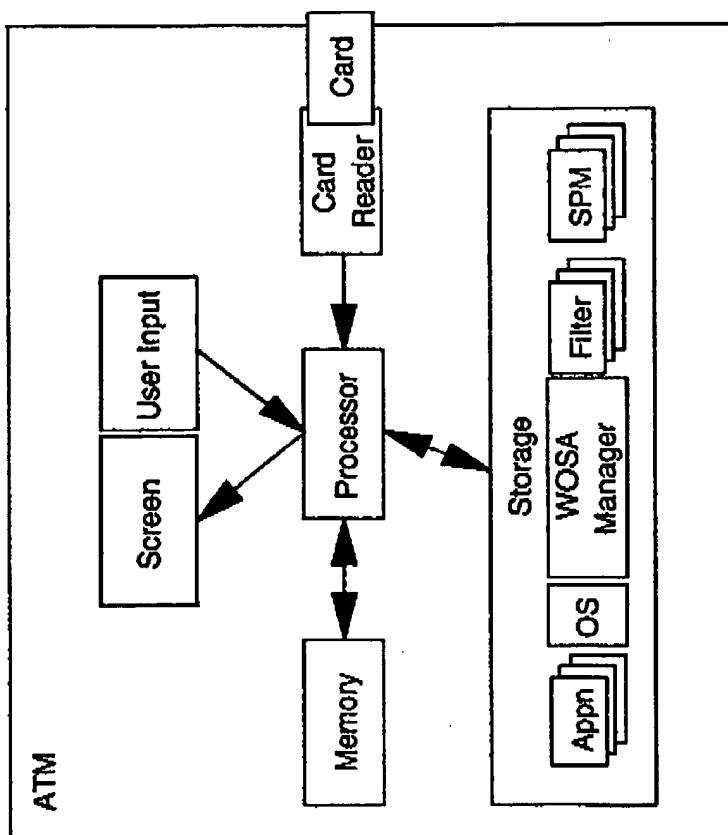 ATM
Screen
User Input
Memory
Processor
Card
Reader
Card
Storage
Appn
OS
WOSA
Manager
Filter
SPM